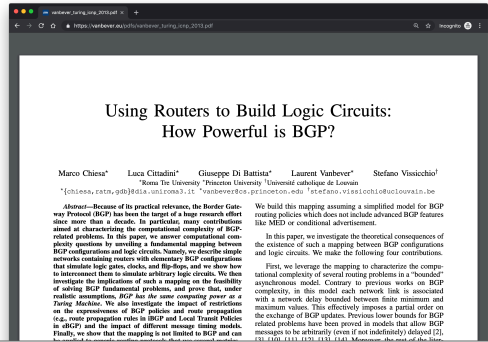 vanbever_turing_icnp_2013.pdf
https://vanbever.eu/pdfs/vanbever_turing_icnp_2013.pdf
Incognito
Using Routers to Build Logic Circuits:
How Powerful is BGP?
Marco Chiesa* Luca Cittadini* Giuseppe Di Battista* Laurent Vanbever* Stefano Vissicchio†
*Roma Tre University *Princeton University †Université catholique de Louvain
*{chiesa,ratm,gdb}@dia.uniroma3.it *vanbever@cs.princeton.edu †stefano.vissicchio@uclouvain.be
Abstract—Because of its practical relevance, the Border Gate-
way Protocol (BGP) has been the target of a huge research effort
since more than a decade. In particular, many contributions
aimed at characterizing the computational complexity of BGP-
related problems. In this paper, we answer computational com-
plexity questions by unveiling a fundamental mapping between
BGP configurations and logic circuits. Namely, we describe simple
networks containing routers with elementary BGP configurations
that simulate logic gates, clocks, and flip-flops, and we show how
to interconnect them to simulate arbitrary logic circuits. We then
investigate the implications of such a mapping on the feasibility
of solving BGP fundamental problems, and prove that, under
realistic assumptions, BGP has the same computing power as a
Turing Machine. We also investigate the impact of restrictions
on the expressiveness of BGP policies and route propagation
(e.g., route propagation rules in iBGP and Local Transit Policies
in eBGP) and the impact of different message timing models.
Finally, we show that the mapping is not limited to BGP and can
We build this mapping assuming a simplified model for BGP
routing policies which does not include advanced BGP features
like MED or conditional advertisement.
In this paper, we investigate the theoretical consequences of
the existence of such a mapping between BGP configurations
and logic circuits. We make the following four contributions.
First, we leverage the mapping to characterize the compu-
tational complexity of several routing problems in a "bounded"
asynchronous model. Contrary to previous works on BGP
complexity, in this model each network link is associated
with a network delay bounded between finite minimum and
maximum values. This effectively imposes a partial order on
the exchange of BGP updates. Previous lower bounds for BGP
related problems have been proved in models that allow BGP
messages to be arbitrarily (even if not indefinitely) delayed [2],
[3], [10], [11], [12], [13], [14]. Moreover, the rest of the liter-